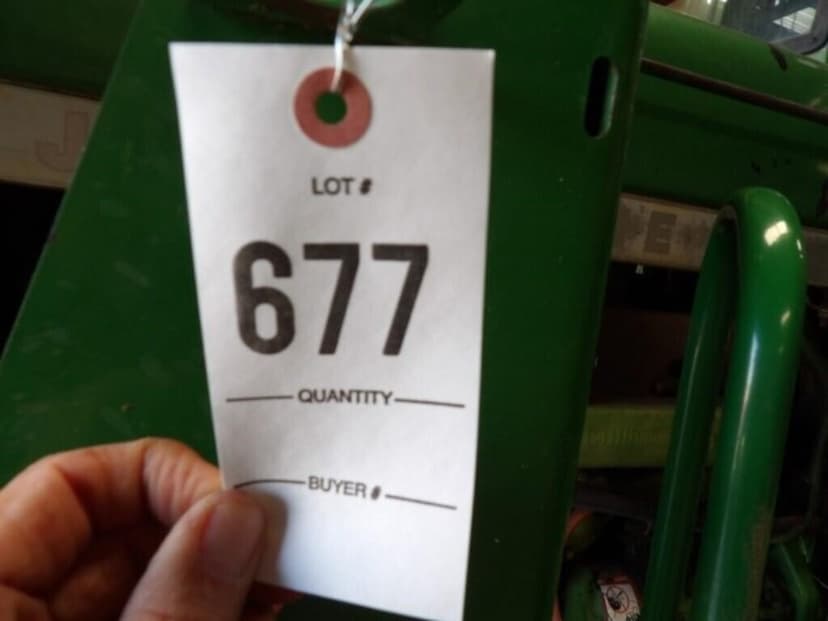 LOT #
677
QUANTITY
BUYER #